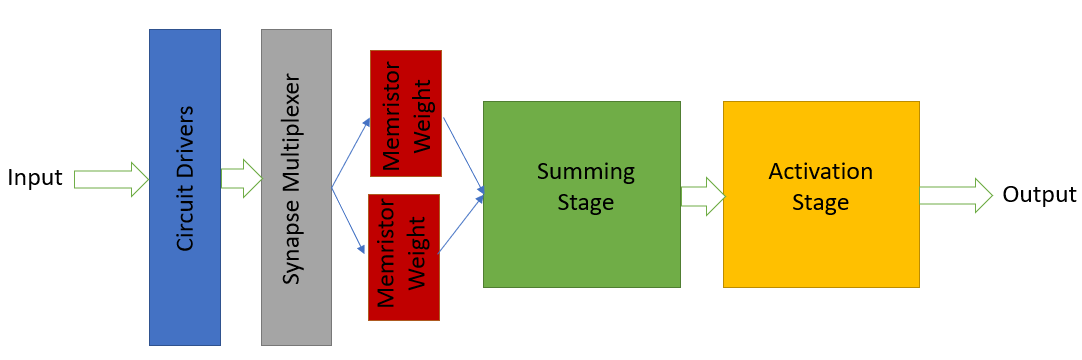 Input
Circuit Drivers
Synapse Multiplexer
Memristor
Weight
Memristor
Weight
Summing
Stage
Activation
Stage
Output